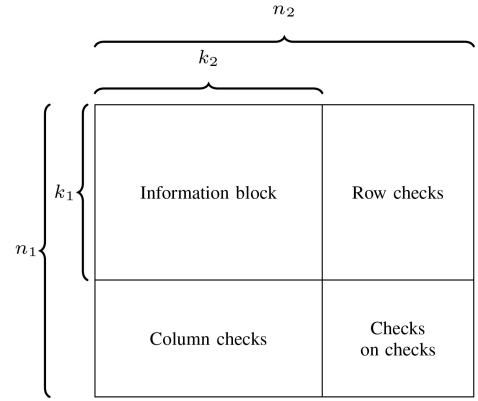 n₂
k₂
k₁
Information block
Row checks
n₁
Column checks
Checks
on checks